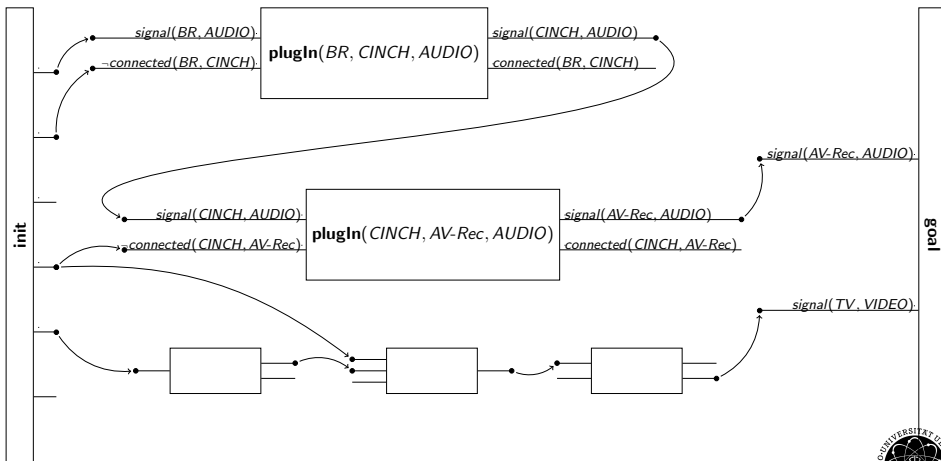 signal(BR, AUDIO)
¬connected(BR, CINCH)
plugIn(BR, CINCH, AUDIO)
signal(CINCH, AUDIO)
connected(BR, CINCH)
signal(AV-Rec, AUDIO)
init
signal(CINCH, AUDIO)
¬connected(CINCH, AV-Rec)
plugIn(CINCH, AV-Rec, AUDIO)
signal(AV-Rec, AUDIO)
connected(CINCH, AV-Rec)
goal
signal(TV, VIDEO)